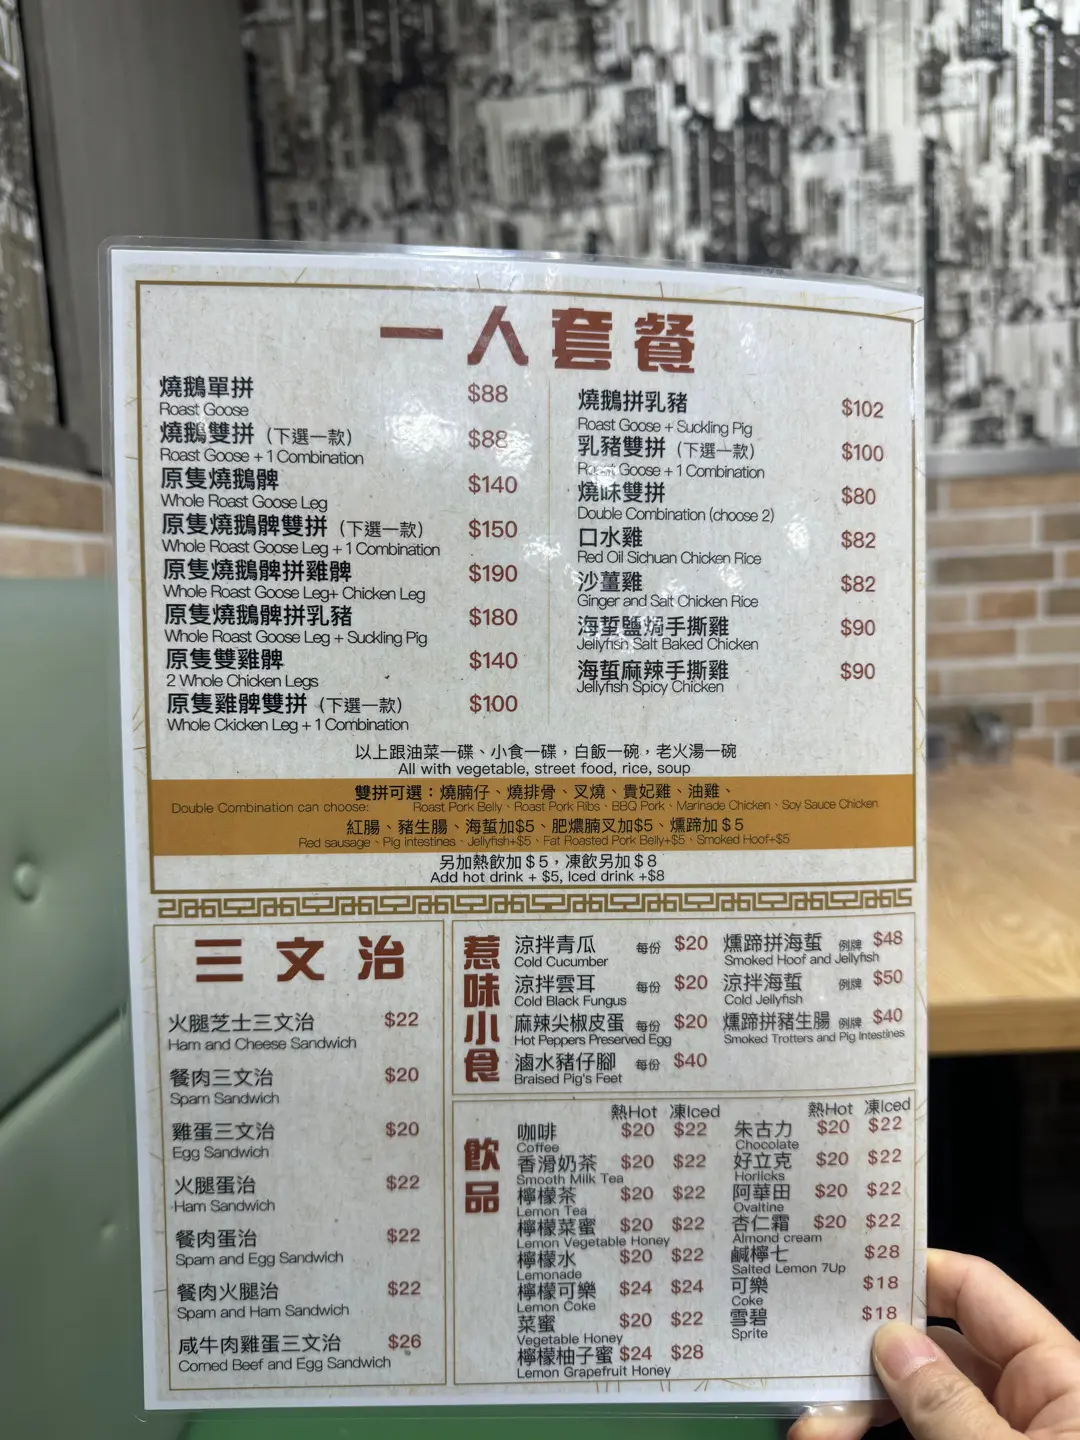 一人套餐
燒鵝單拼 $88
Roast Goose
燒鵝雙拼（下選一款） $88
Roast Goose + 1 Combination
原隻燒鵝髀 $140
Whole Roast Goose Leg
原隻燒鵝髀雙拼（下選一款） $150
Whole Roast Goose Leg + 1 Combination
原隻燒鵝髀拼雞髀 $190
Whole Roast Goose Leg+ Chicken Leg
原隻燒鵝髀拼乳豬 $180
Whole Roast Goose Leg + Suckling Pig
原隻雙雞髀 $140
2 Whole Chicken Legs
原隻雞髀雙拼（下選一款） $100
Whole Ckicken Leg + 1 Combination
燒鵝拼乳豬 $102
Roast Goose + Suckling Pig
乳豬雙拼（下選一款） $100
Roast Goose + 1 Combination
燒味雙拼 $80
Double Combination (choose 2)
口水雞 $82
Red Oil Sichuan Chicken Rice
沙薑雞 $82
Ginger and Salt Chicken Rice
海蜇鹽焗手撕雞 $90
Jellyfish Salt Baked Chicken
海蜇麻辣手撕雞 $90
Jellyfish Spicy Chicken
以上跟油菜一碟、小食一碟，白飯一碗，老火湯一碗
All with vegetable, street food, rice, soup
雙拼可選：燒腩仔、燒排骨、叉燒、貴妃雞、油雞、
Double Combination can choose: Roast Pork Belly、Roast Pork Ribs、BBQ Pork、Marinade Chicken、Soy Sauce Chicken
紅腸、豬生腸、海蜇加$5、肥燶腩叉加$5、燻蹄加＄5
Red sausage、Pig intestines、Jellyfish+$5、Fat Roasted Pork Belly+$5、Smoked Hoof+$5
另加熱飲加＄5，凍飲另加＄8
Add hot drink + $5, Iced drink +$8
三文治
火腿芝士三文治 $22
Ham and Cheese Sandwich
餐肉三文治 $20
Spam Sandwich
雞蛋三文治 $20
Egg Sandwich
火腿蛋治 $22
Ham Sandwich
餐肉蛋治 $22
Spam and Egg Sandwich
餐肉火腿治 $22
Spam and Ham Sandwich
咸牛肉雞蛋三文治 $26
Corned Beef and Egg Sandwich
惹味小食
涼拌青瓜 每份 $20
Cold Cucumber
涼拌雲耳 每份 $20
Cold Black Fungus
麻辣尖椒皮蛋 每份 $20
Hot Peppers Preserved Egg
滷水豬仔腳 每份 $40
Braised Pig's Feet
燻蹄拼海蜇 例牌 $48
Smoked Hoof and Jellyfish
涼拌海蜇 例牌 $50
Cold Jellyfish
燻蹄拼豬生腸 例牌 $40
Smoked Trotters and Pig Intestines
飲品
熱Hot 凍Iced
咖啡 $20 $22
Coffee
香滑奶茶 $20 $22
Smooth Milk Tea
檸檬茶 $20 $22
Lemon Tea
檸檬菜蜜 $20 $22
Lemon Vegetable Honey
檸檬水 $20 $22
Lemonade
檸檬可樂 $24 $24
Lemon Coke
菜蜜 $20 $22
Vegetable Honey
檸檬柚子蜜 $24 $28
Lemon Grapefruit Honey
熱Hot 凍Iced
朱古力 $20 $22
Chocolate
好立克 $20 $22
Horlicks
阿華田 $20 $22
Ovaltine
杏仁霜 $20 $22
Almond cream
鹹檸七 $28
Salted Lemon 7Up
可樂 $18
Coke
雪碧 $18
Sprite